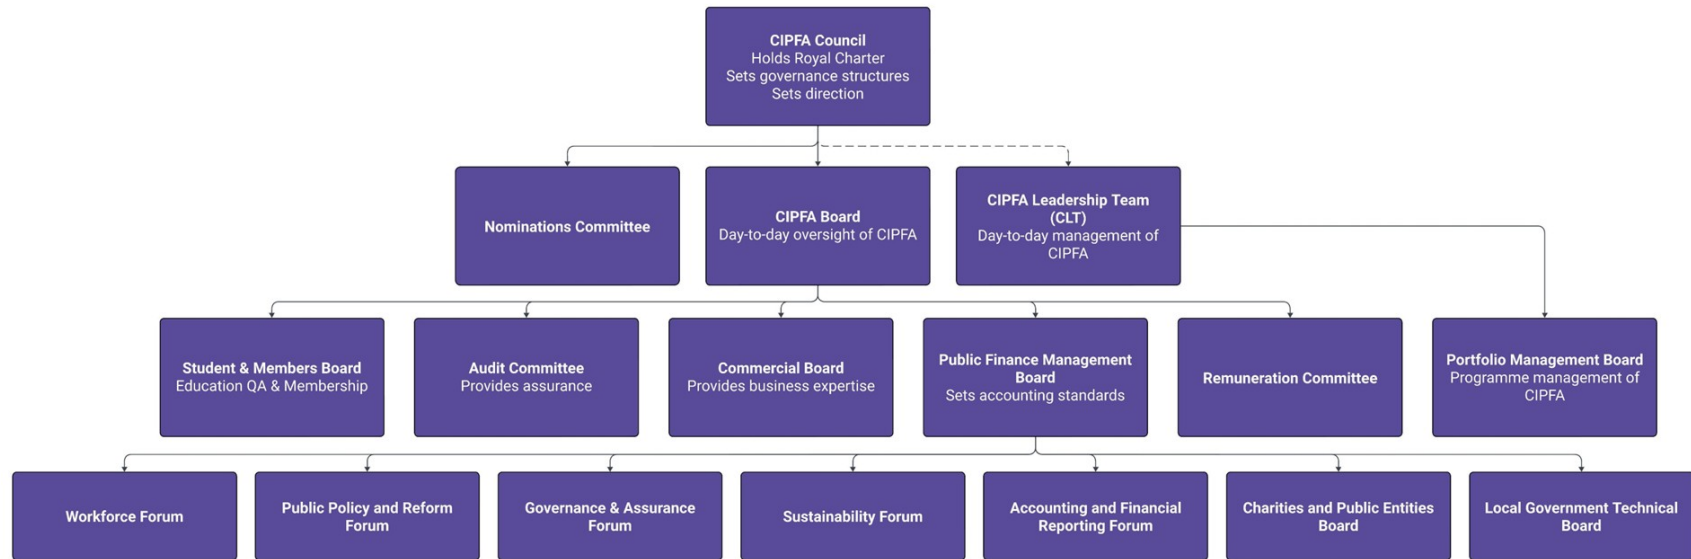 CIPFA Council
Holds Royal Charter
Sets governance structures
Sets direction
Nominations Committee
CIPFA Board
Day-to-day oversight of CIPFA
CIPFA Leadership Team
(CLT)
Day-to-day management of
CIPFA
Student & Members Board
Education QA & Membership
Audit Committee
Provides assurance
Commercial Board
Provides business expertise
Public Finance Management
Board
Sets accounting standards
Remuneration Committee
Portfolio Management Board
Programme management of
CIPFA
Workforce Forum
Public Policy and Reform
Forum
Governance & Assurance
Forum
Sustainability Forum
Accounting and Financial
Reporting Forum
Charities and Public Entities
Board
Local Government Technical
Board